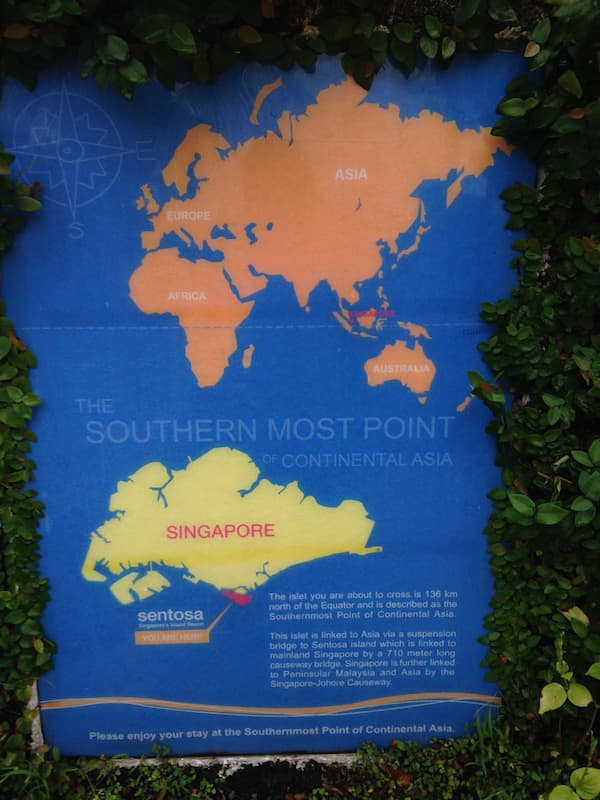 E
S
ASIA
EUROPE
AFRICA
AUSTRALIA
THE
SOUTHERN MOST POINT
OF CONTINENTAL ASIA
SINGAPORE
sentosa
Singapore's Island Resort
YOU ARE HERE
The islet you are about to cross is 136 km
north of the Equator and is described as the
Southernmost Point of Continental Asia.
This islet is linked to Asia via a suspension
bridge to Sentosa island which is linked to
mainland Singapore by a 710 meter long
causeway bridge. Singapore is further linked
to Peninsular Malaysia and Asia by the
Singapore-Johore Causeway.
Please enjoy your stay at the Southernmost Point of Continental Asia.